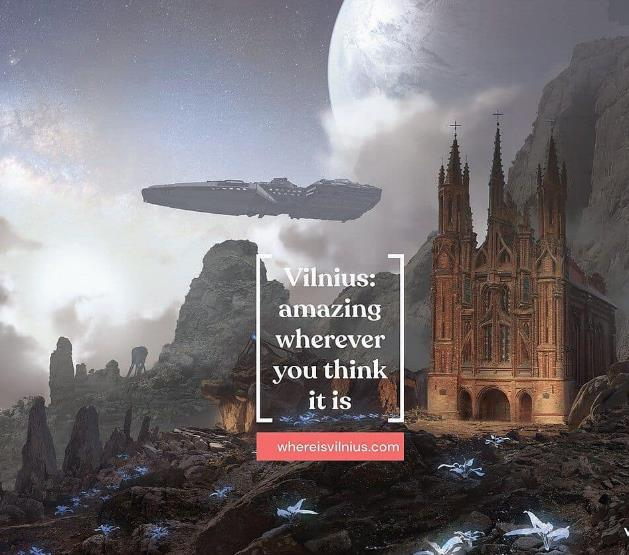 Vilnius:
amazing
wherever
you think
it is
whereisvilnius.com